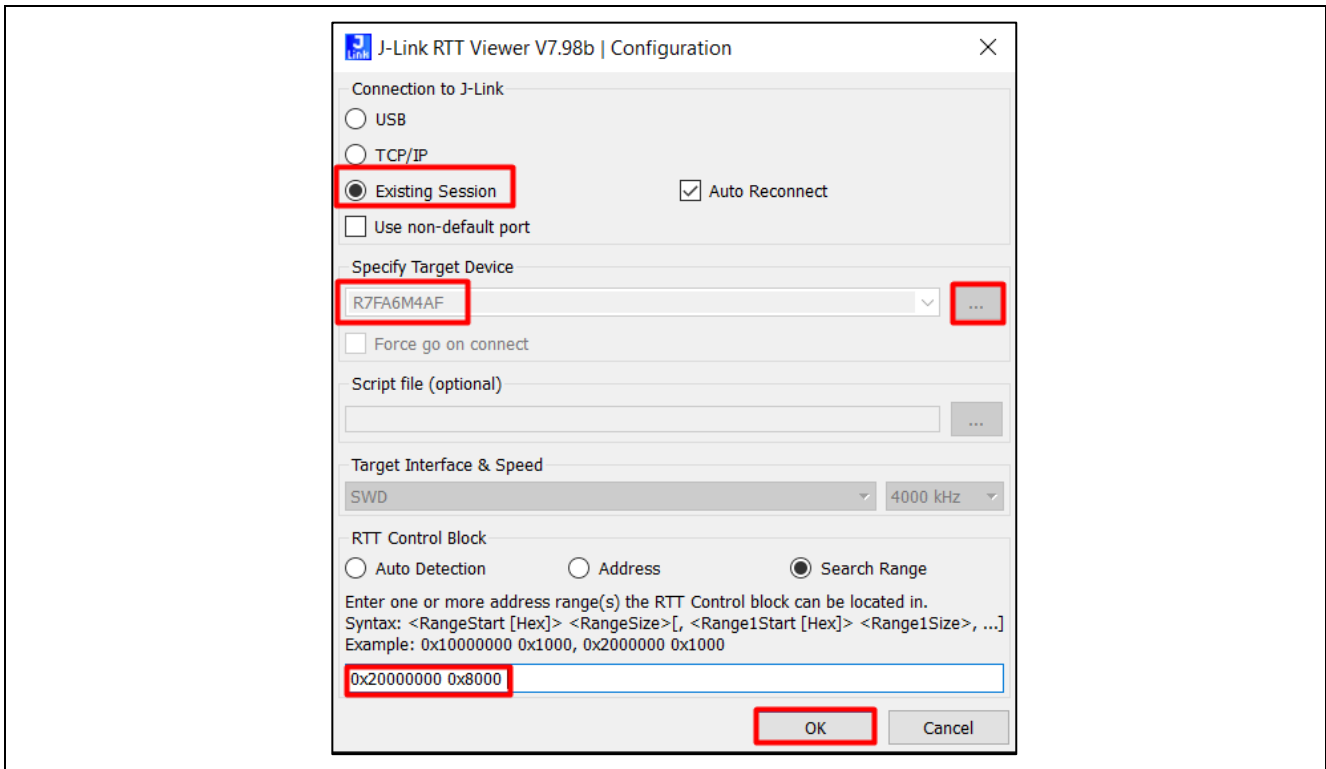 J-Link RTT Viewer V7.98b | Configuration
Connection to J-Link
USB
TCP/IP
Existing Session Auto Reconnect
Use non-default port
Specify Target Device
R7FA6M4AF ...
Force go on connect
Script file (optional)
...
Target Interface & Speed
SWD 4000 kHz
RTT Control Block
Auto Detection Address Search Range
Enter one or more address range(s) the RTT Control block can be located in.
Syntax: <RangeStart [Hex]> <RangeSize>[, <Range1Start [Hex]> <Range1Size>, ...]
Example: 0x10000000 0x1000, 0x2000000 0x1000
0x20000000 0x8000
OK Cancel